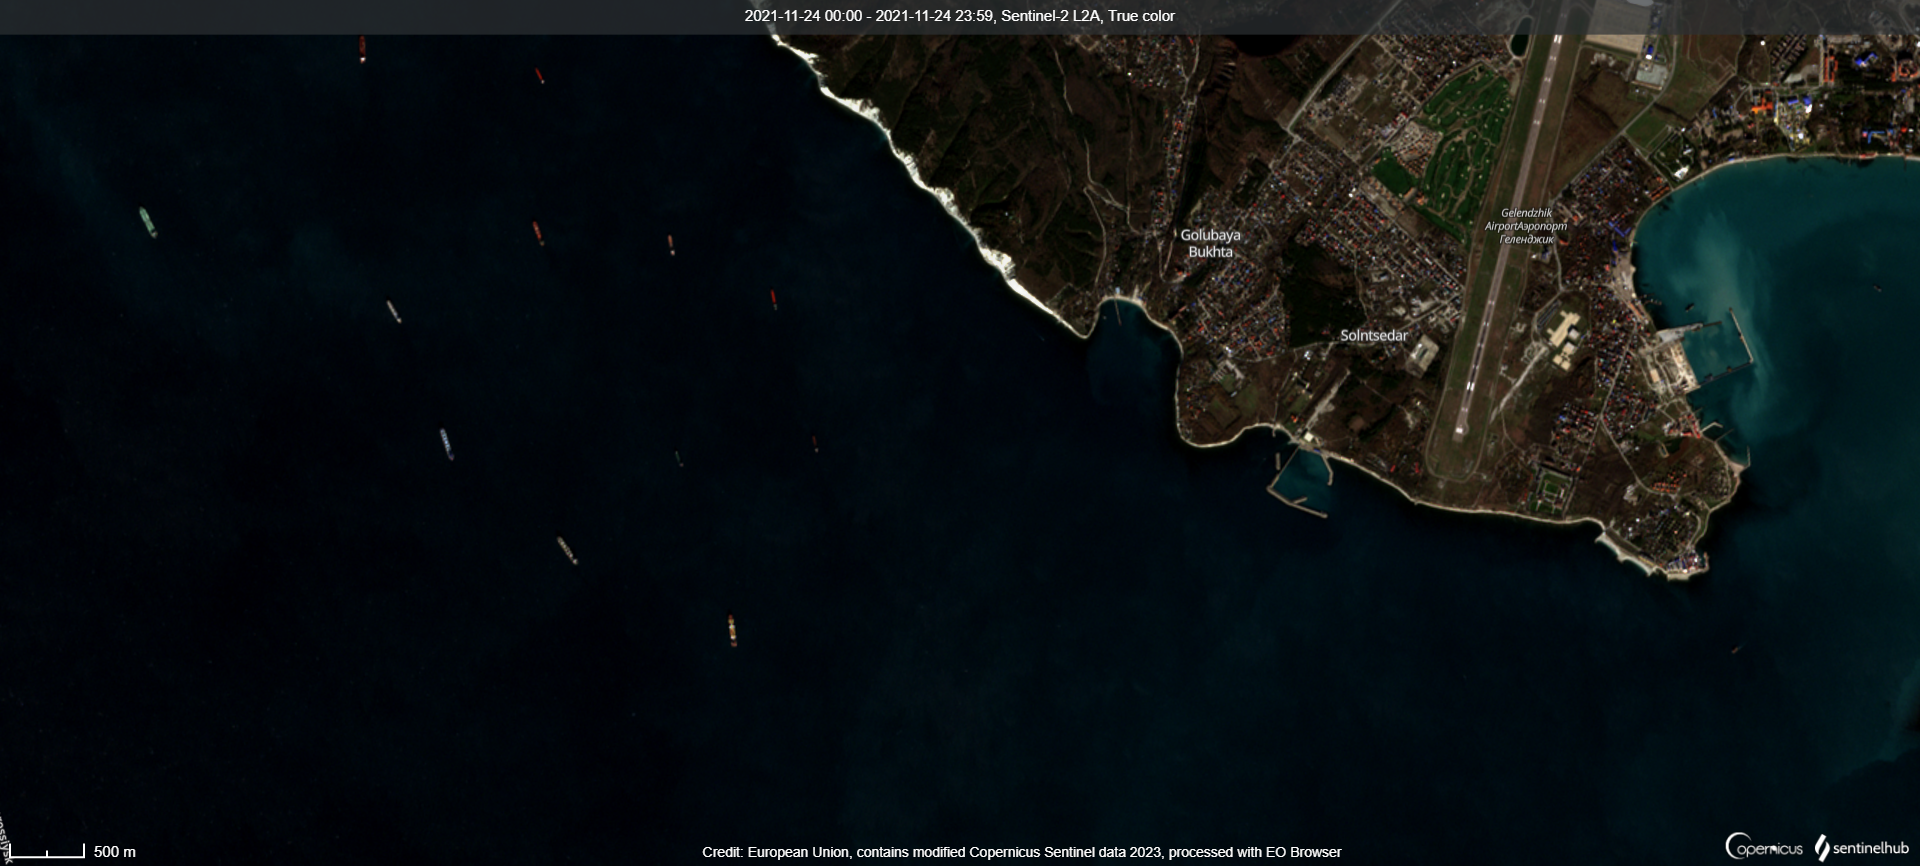 2021-11-24 00:00 - 2021-11-24 23:59, Sentinel-2 L2A, True color
Gelendzhik
AirportАэропорт
Геленджик
Golubaya
Bukhta
Solntsedar
500 m
Credit: European Union, contains modified Copernicus Sentinel data 2023, processed with EO Browser
Copernicus
sentinelhub